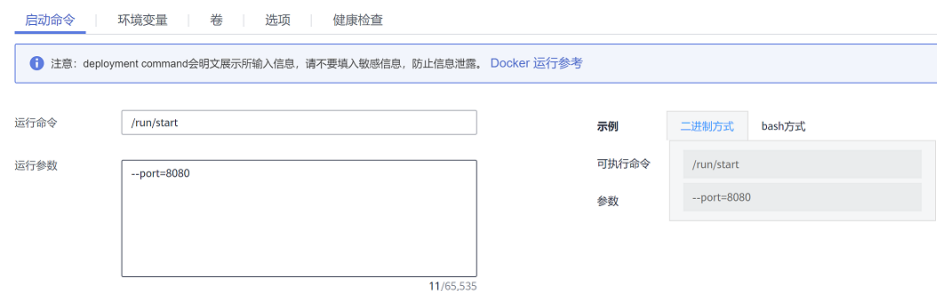 启动命令 环境变量 卷 选项 健康检查
注意：deployment command会明文展示所输入信息，请不要填入敏感信息，防止信息泄露。 Docker 运行参考
运行命令 /run/start
示例 二进制方式 bash方式
运行参数 --port=8080
可执行命令 /run/start
参数 --port=8080
11/65,535